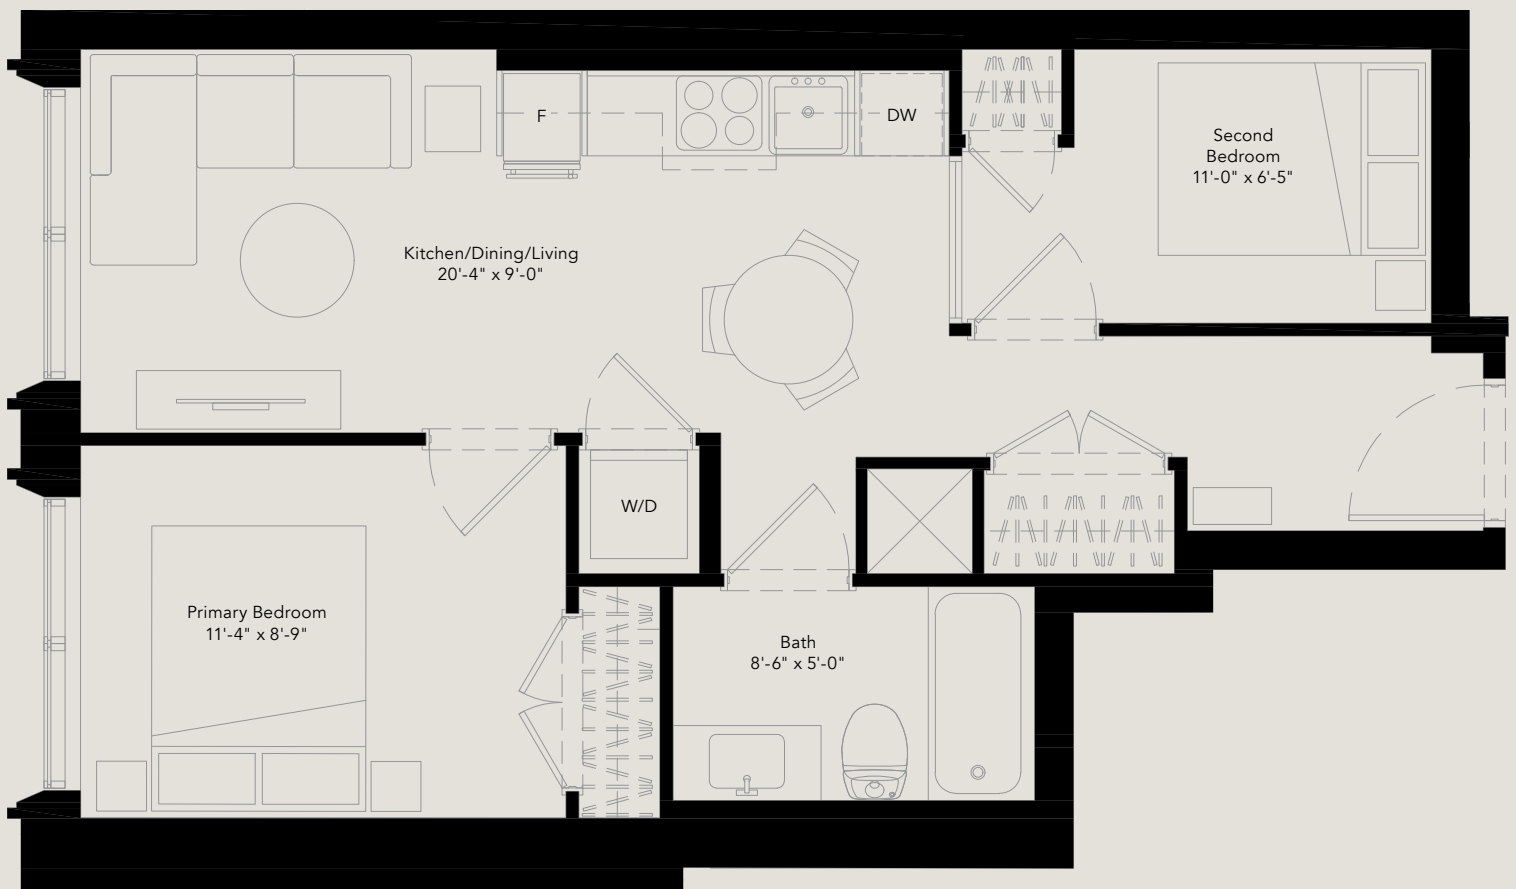 F
DW
Second
Bedroom
11'-0" x 6'-5"
Kitchen/Dining/Living
20'-4" x 9'-0"
W/D
Primary Bedroom
11'-4" x 8'-9"
Bath
8'-6" x 5'-0"